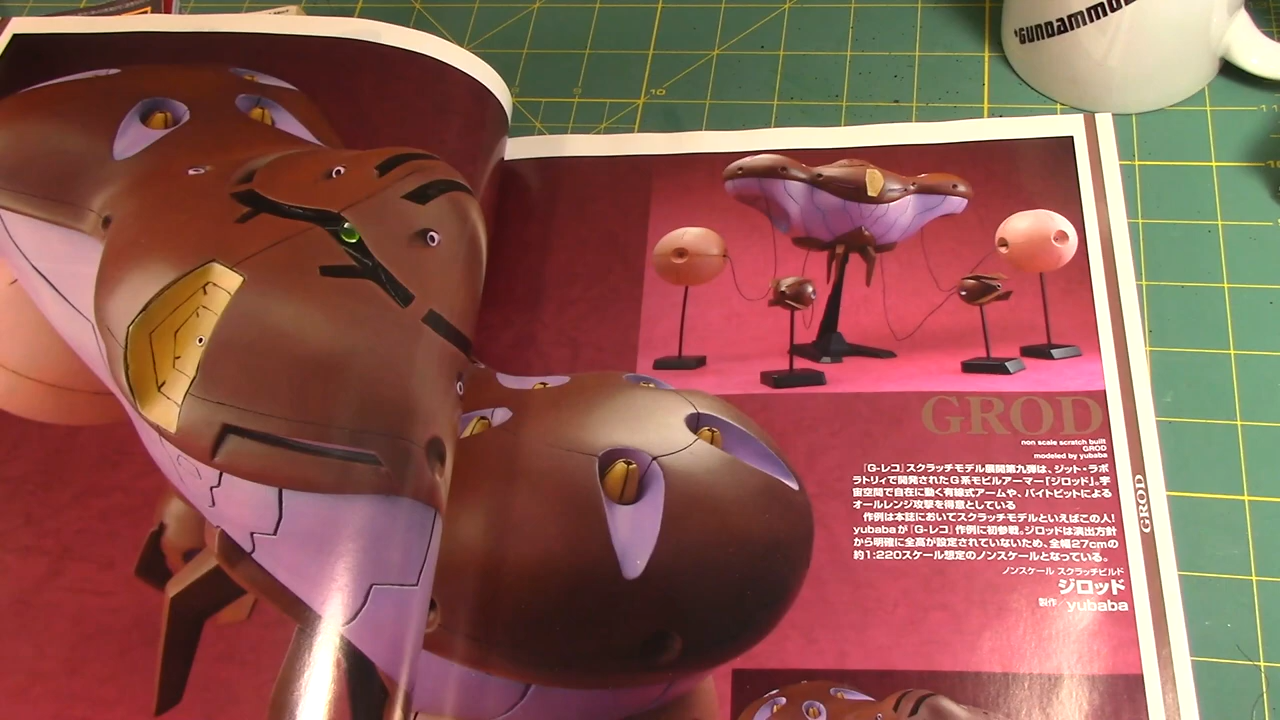 GUNDAMMO
10
GROD
non scale scratch built
GROD
modeled by yubaba
『G-レコ』スクラッチモデル展開第九弾は、ジット・ラボ
ラトリィで開発されたG系モビルアーマー「ジロッド」。宇
宙空間で自在に動く有線式アームや、バイトビットによる
オールレンジ攻撃を得意としている
作例は本誌においてスクラッチモデルといえばこの人!
yubabaが『G-レコ』作例に初参戦。ジロッドは演出方針
から明確に全高が設定されていないため、全幅27cmの
約1:220スケール想定のノンスケールとなっている。
ノンスケール スクラッチビルド
ジロッド
製作／yubaba
GROD